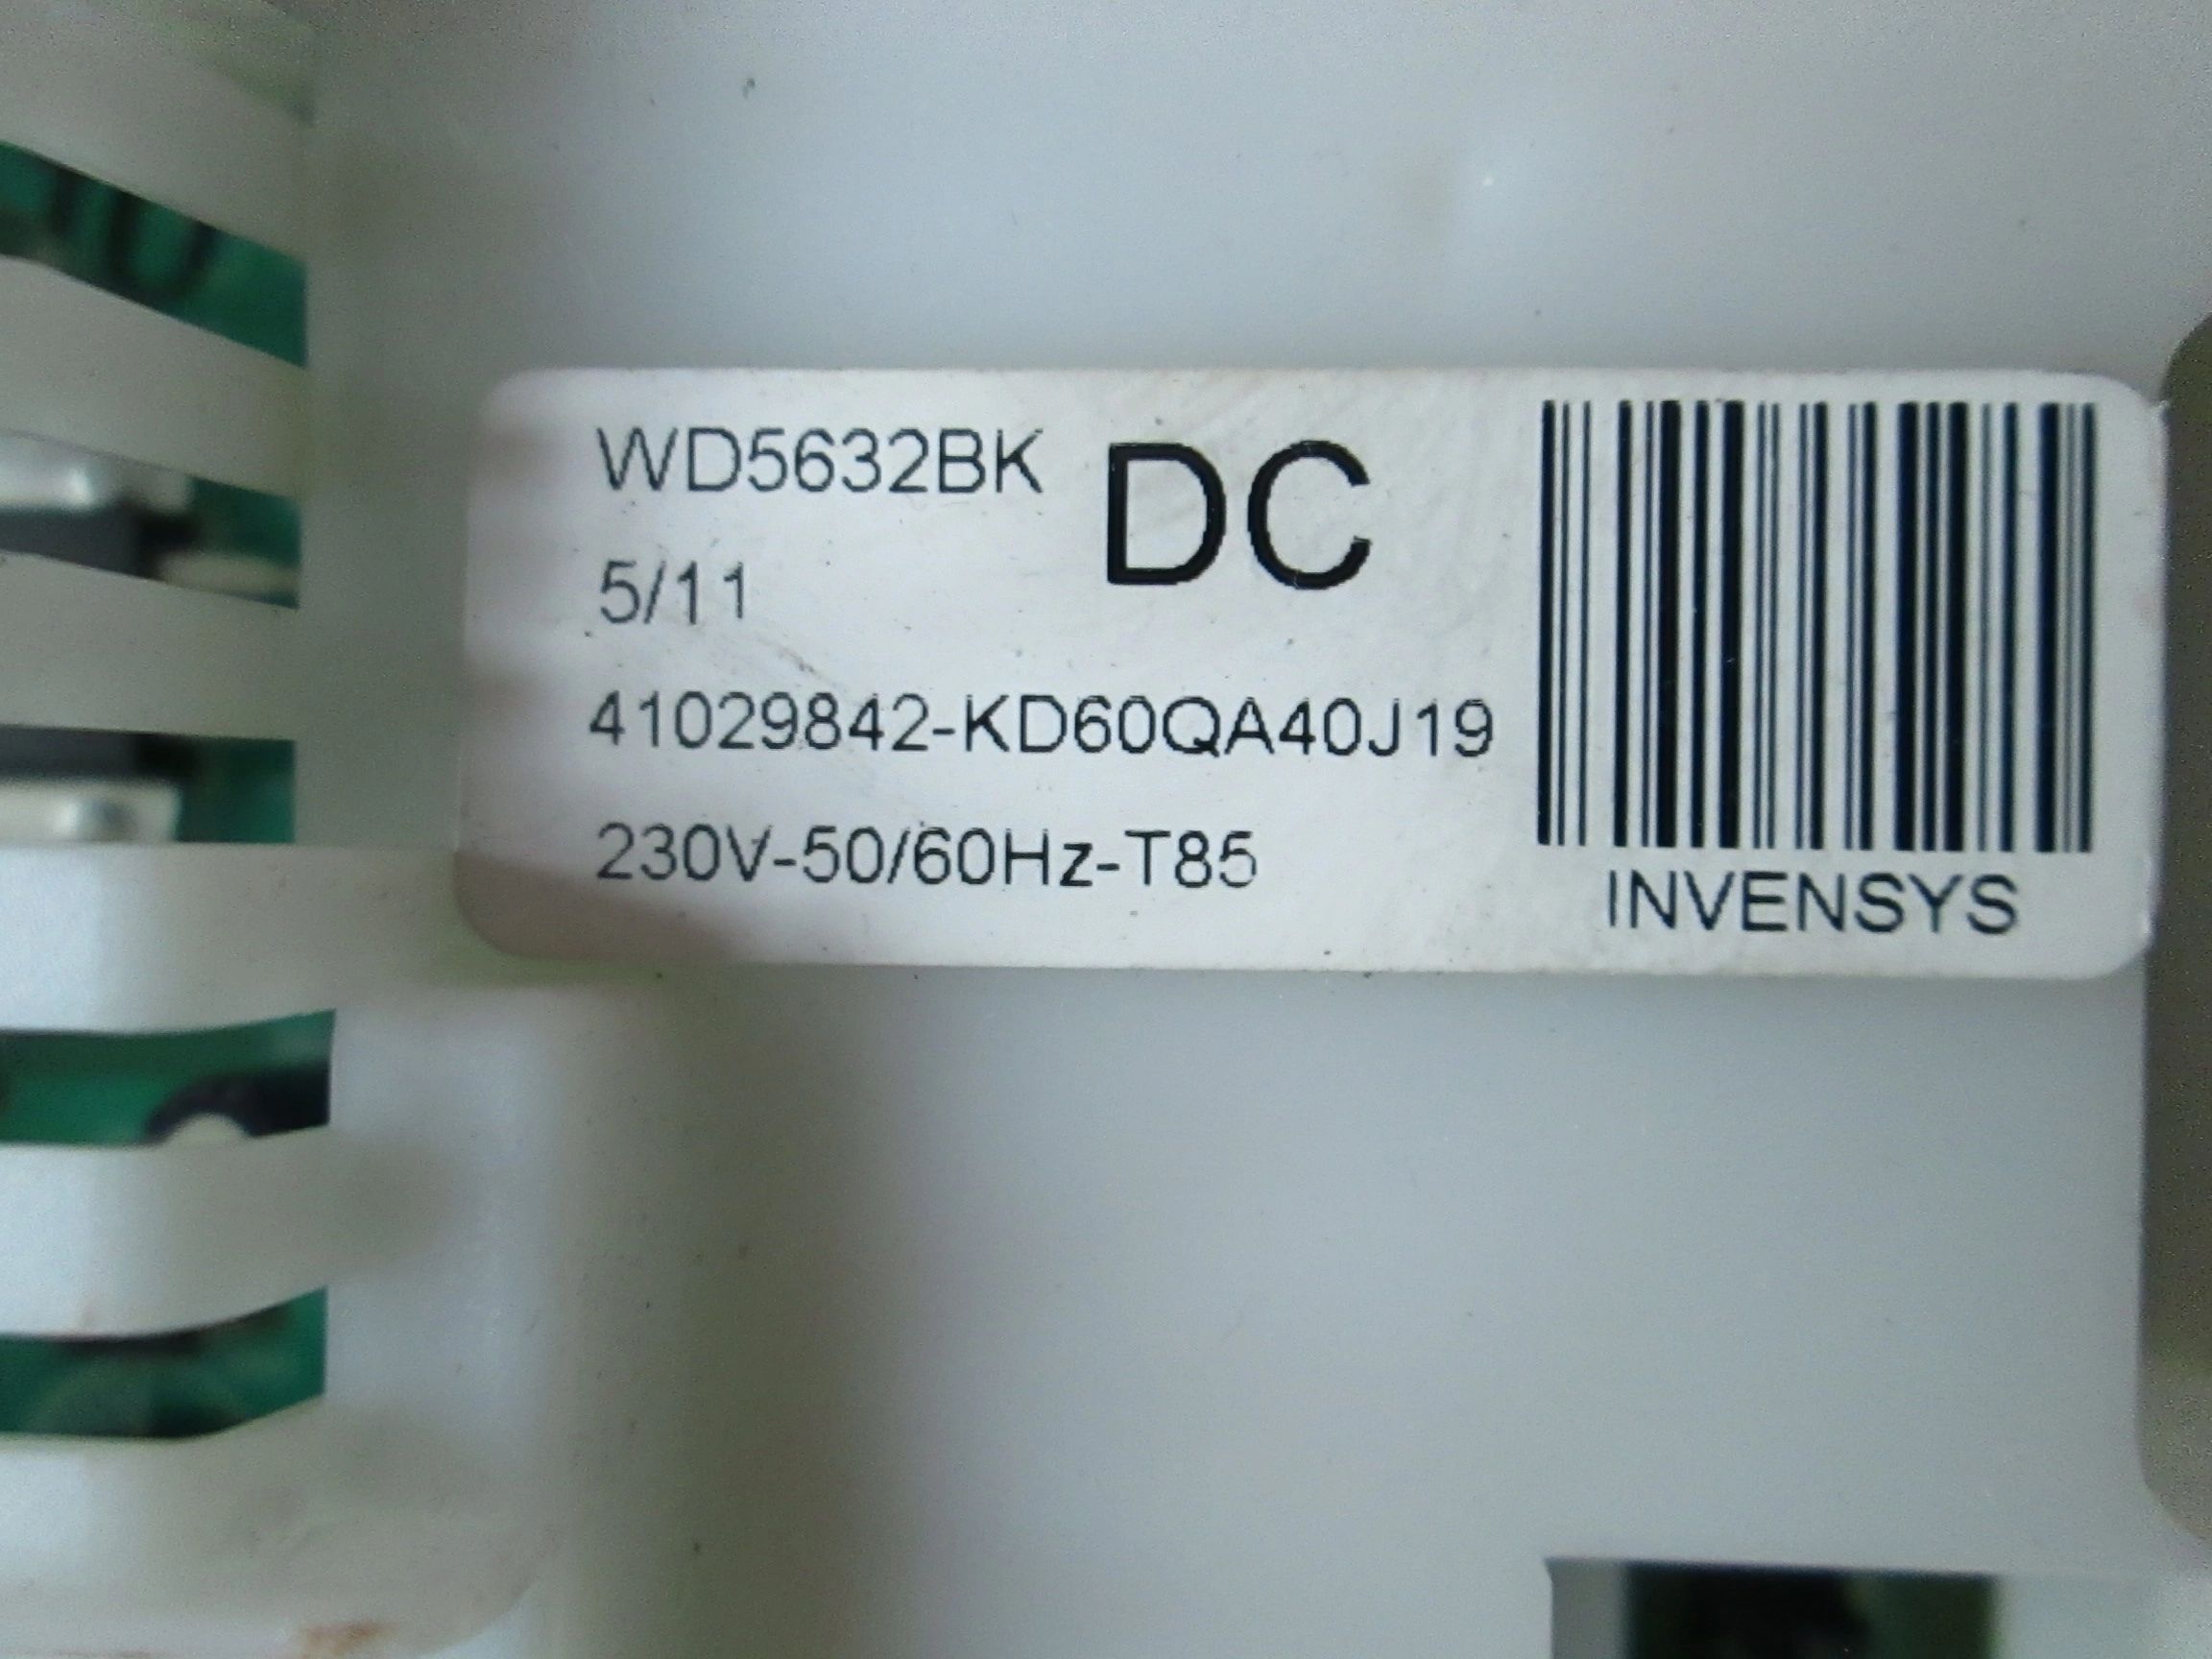 WD5632BK
DC
5/11
41029842-KD60QA40J19
230V-50/60Hz-T85
INVENSYS